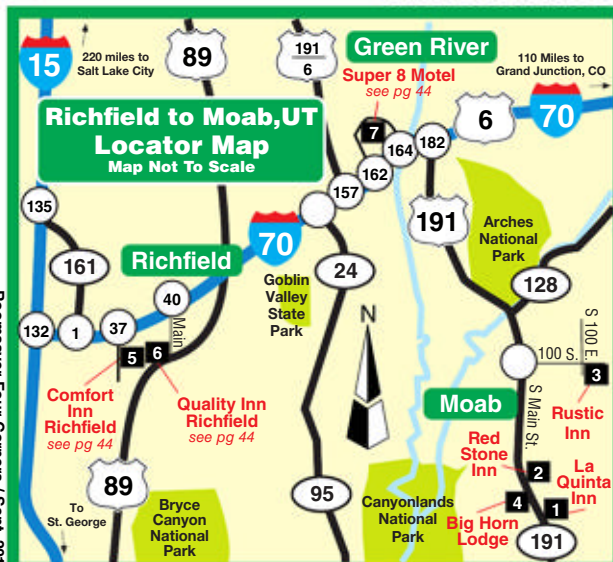 15
220 miles to
Salt Lake City
89
191
6
Green River
Super 8 Motel
see pg 44
7
110 Miles to
Grand Junction, CO
6
70
Richfield to Moab,UT
Locator Map
Map Not To Scale
164
182
162
157
135
191
161
Richfield
70
Arches
National
Park
Goblin
Valley
State
Park
24
128
40
Main
N
132
1
37
5
6
100 S.
S 100 E.
3
Comfort
Inn
Richfield
see pg 44
Quality Inn
Richfield
see pg 44
Moab
S Main St.
Rustic
Inn
Red
Stone
Inn
2
La
Quinta
Inn
89
95
Canyonlands
National
Park
4
1
Big Horn
Lodge
191
To
St. George
Bryce
Canyon
National
Park